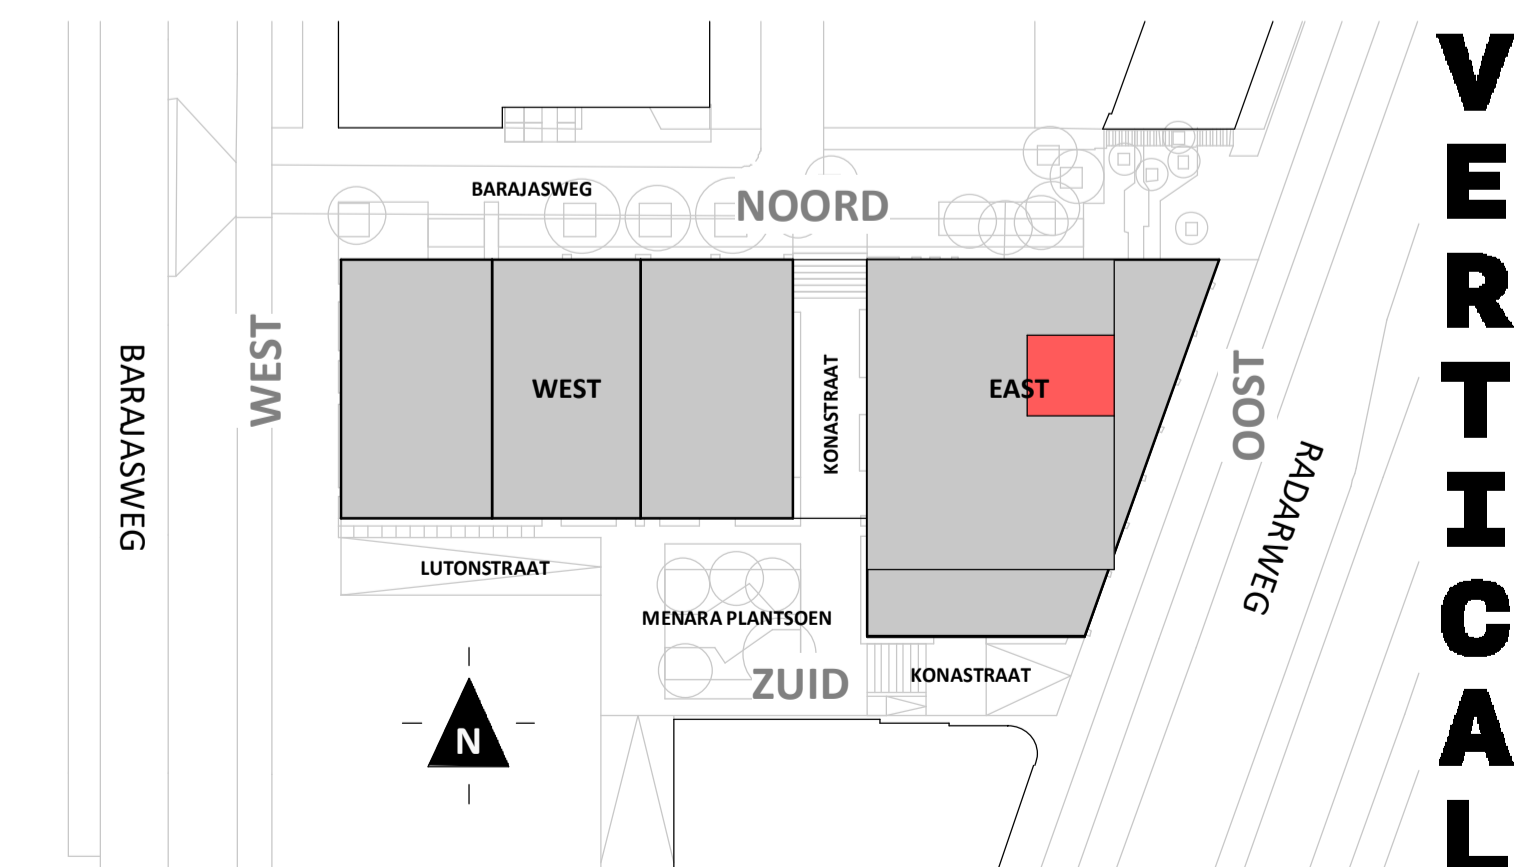 BARAJASWEG
NOORD
WEST
BARAJASWEG
WEST
KONASTRAAT
EAST
OOST
RADARWEG
LUTONSTRAAT
MENARA PLANTSOEN
ZUID
KONASTRAAT
N
VERTICAL